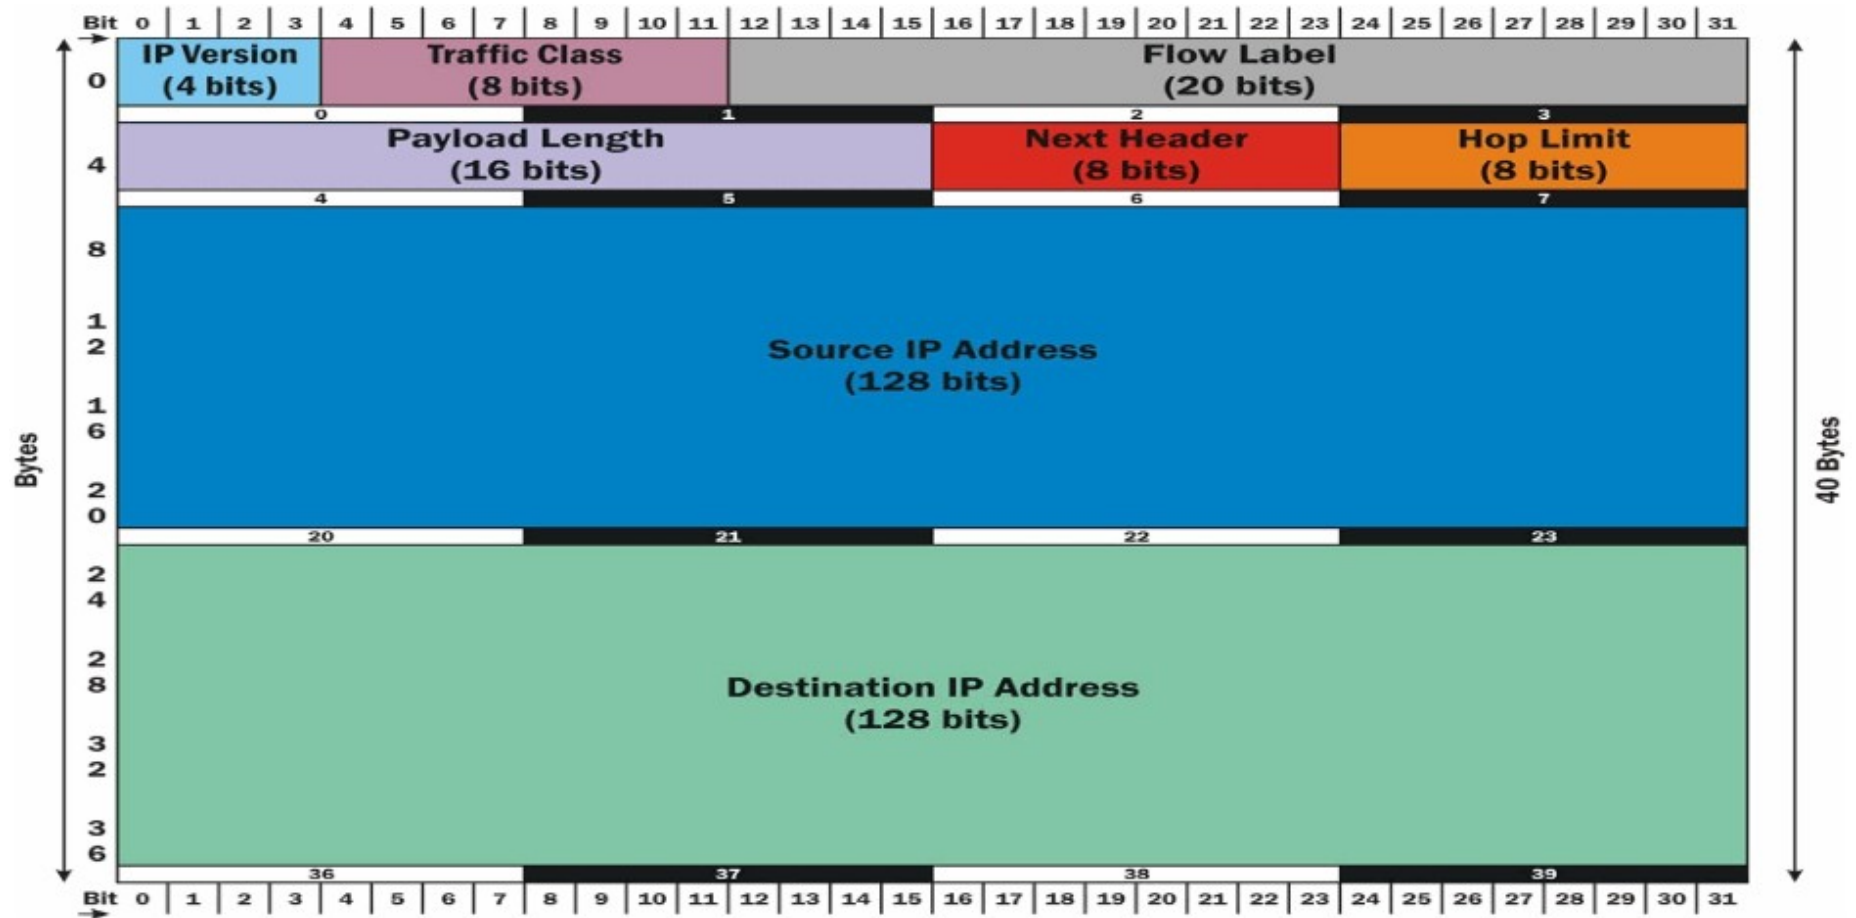 Bit 0 1 2 3 4 5 6 7 8 9 10 11 12 13 14 15 16 17 18 19 20 21 22 23 24 25 26 27 28 29 30 31
0
IP Version
(4 bits)
Traffic Class
(8 bits)
Flow Label
(20 bits)
0 1 2 3
4
Payload Length
(16 bits)
Next Header
(8 bits)
Hop Limit
(8 bits)
4 5 6 7
8
1
2
1
6
2
0
Source IP Address
(128 bits)
20 21 22 23
2
4
2
8
3
2
3
6
Destination IP Address
(128 bits)
36 37 38 39
Bit 0 1 2 3 4 5 6 7 8 9 10 11 12 13 14 15 16 17 18 19 20 21 22 23 24 25 26 27 28 29 30 31
Bytes
40 Bytes